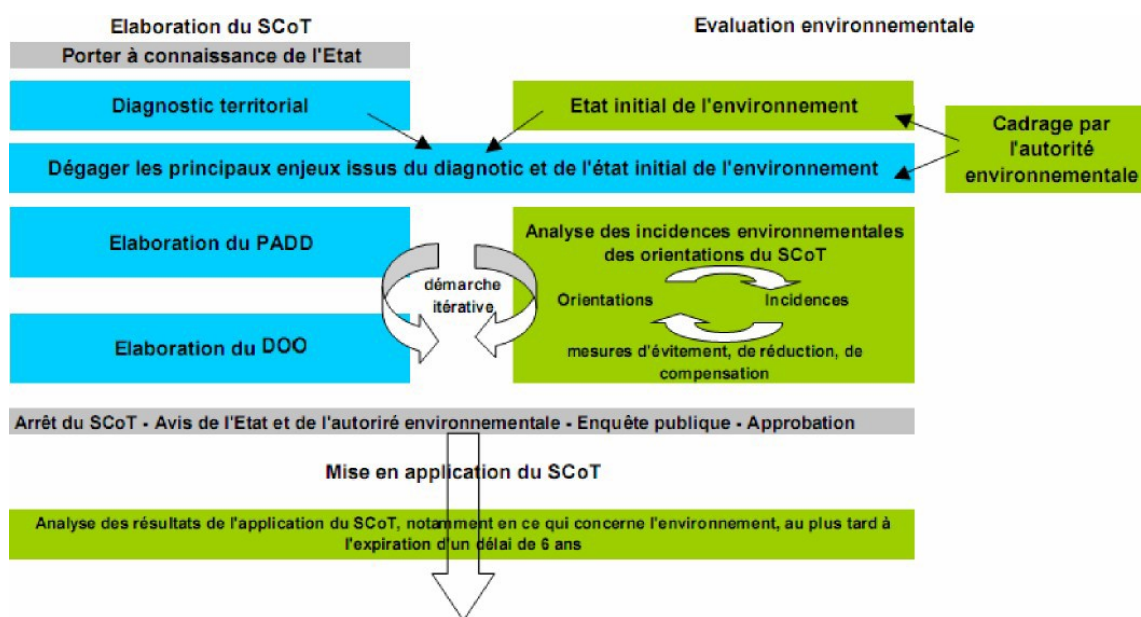 Elaboration du SCoT
Evaluation environnementale
Porter à connaissance de l'Etat
Diagnostic territorial
Etat initial de l'environnement
Cadrage par
l'autorité
environnementale
Dégager les principaux enjeux issus du diagnotic et de l'état initial de l'environnement
Elaboration du PADD
Analyse des incidences environnementales
des orientations du SCoT
démarche
itérative
Orientations
Incidences
Elaboration du DOO
mesures d'évitement, de réduction, de
compensation
Arrêt du SCoT - Avis de l'Etat et de l'autoriré environnementale - Enquête publique - Approbation
Mise en application du SCoT
Analyse des résultats de l'application du SCoT, notamment en ce qui concerne l'environnement, au plus tard à
l'expiration d'un délai de 6 ans